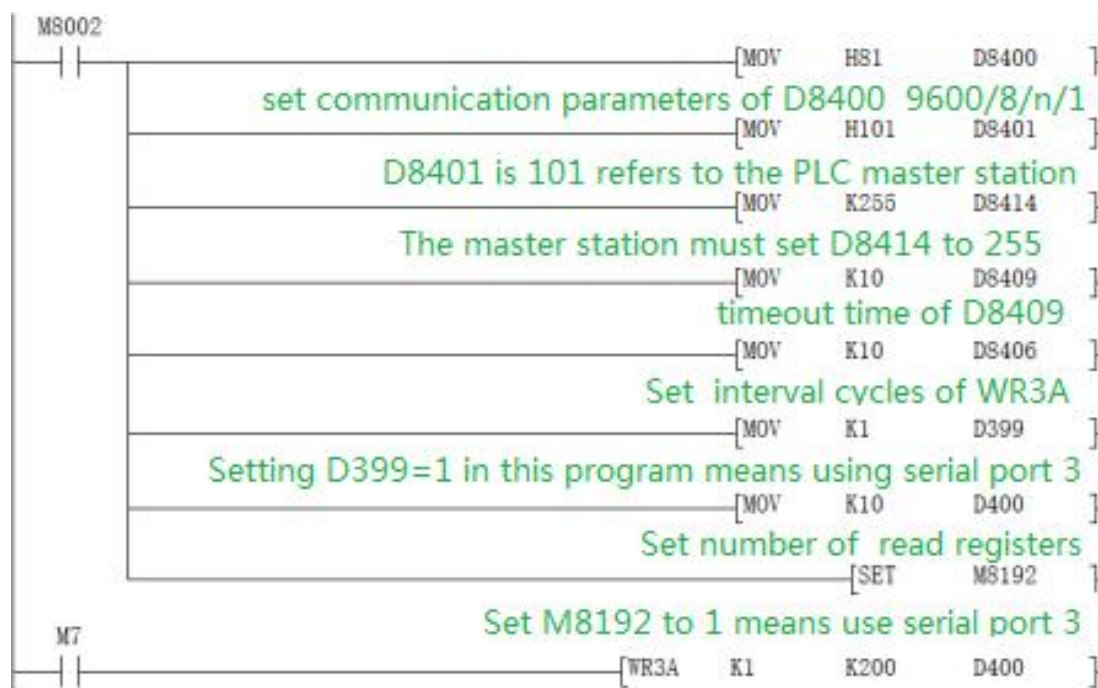 M8002
[MOV H81 D8400 ]
set communication parameters of D8400 9600/8/n/1
[MOV H101 D8401 ]
D8401 is 101 refers to the PLC master station
[MOV K255 D8414 ]
The master station must set D8414 to 255
[MOV K10 D8409 ]
timeout time of D8409
[MOV K10 D8406 ]
Set interval cycles of WR3A
[MOV K1 D399 ]
Setting D399=1 in this program means using serial port 3
[MOV K10 D400 ]
Set number of read registers
[SET M8192 ]
Set M8192 to 1 means use serial port 3
M7
[WR3A K1 K200 D400 ]